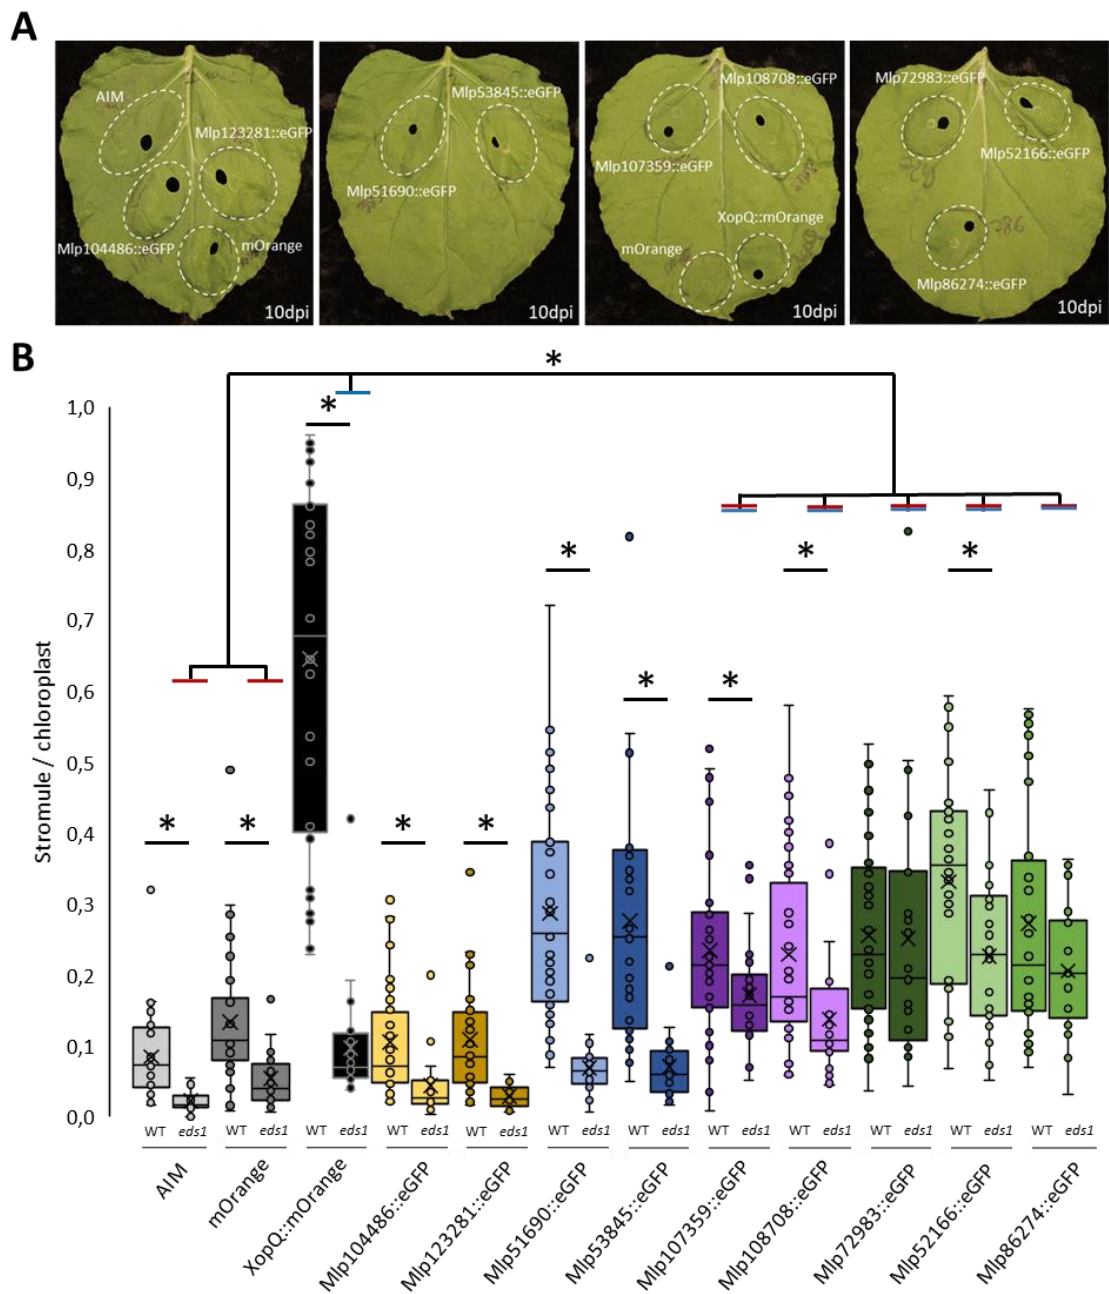 A
AIM
Mlp123281::eGFP
Mlp104486::eGFP
mOrange
10dpi
Mlp53845::eGFP
Mlp51690::eGFP
10dpi
Mlp108708::eGFP
Mlp107359::eGFP
XopQ::mOrange
mOrange
10dpi
Mlp72983::eGFP
Mlp52166::eGFP
Mlp86274::eGFP
10dpi
B
*
Stromule / chloroplast
1,0
0,9
0,8
0,7
0,6
0,5
0,4
0,3
0,2
0,1
0,0
* * * * * * * * * *
WT eds1 WT eds1 WT eds1 WT eds1 WT eds1 WT eds1 WT eds1 WT eds1 WT eds1 WT eds1 WT eds1 WT eds1
AIM
mOrange
XopQ::mOrange
Mlp104486::eGFP
Mlp123281::eGFP
Mlp51690::eGFP
Mlp53845::eGFP
Mlp107359::eGFP
Mlp108708::eGFP
Mlp72983::eGFP
Mlp52166::eGFP
Mlp86274::eGFP